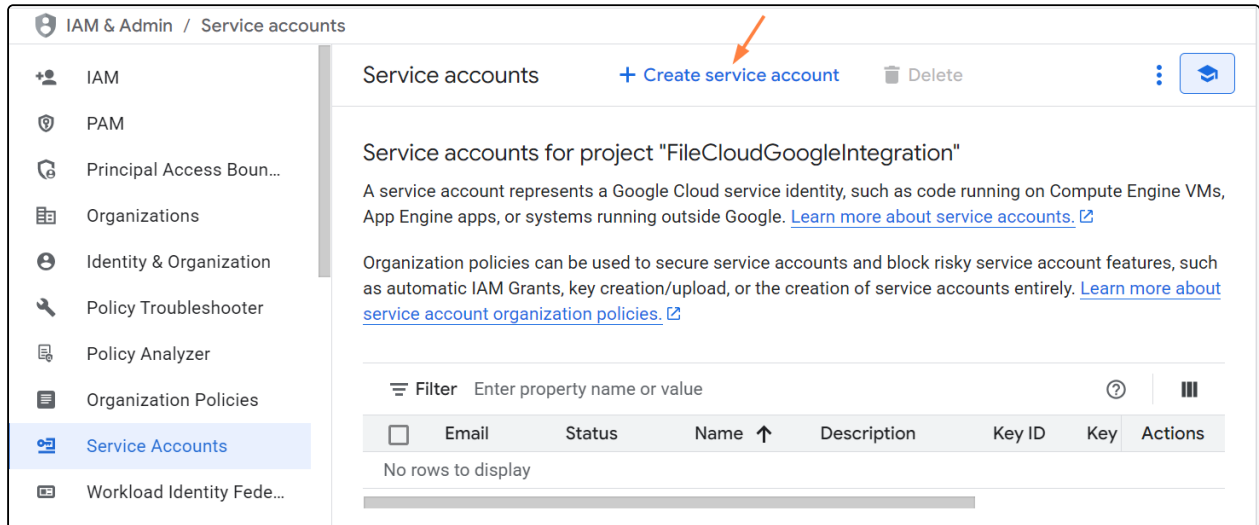 IAM & Admin / Service accounts
IAM
PAM
Principal Access Boun...
Organizations
Identity & Organization
Policy Troubleshooter
Policy Analyzer
Organization Policies
Service Accounts
Workload Identity Fede...
Service accounts + Create service account Delete
Service accounts for project "FileCloudGoogleIntegration"
A service account represents a Google Cloud service identity, such as code running on Compute Engine VMs,
App Engine apps, or systems running outside Google. Learn more about service accounts.
Organization policies can be used to secure service accounts and block risky service account features, such
as automatic IAM Grants, key creation/upload, or the creation of service accounts entirely. Learn more about
service account organization policies.
Filter Enter property name or value
Email Status Name Description Key ID Key Actions
No rows to display